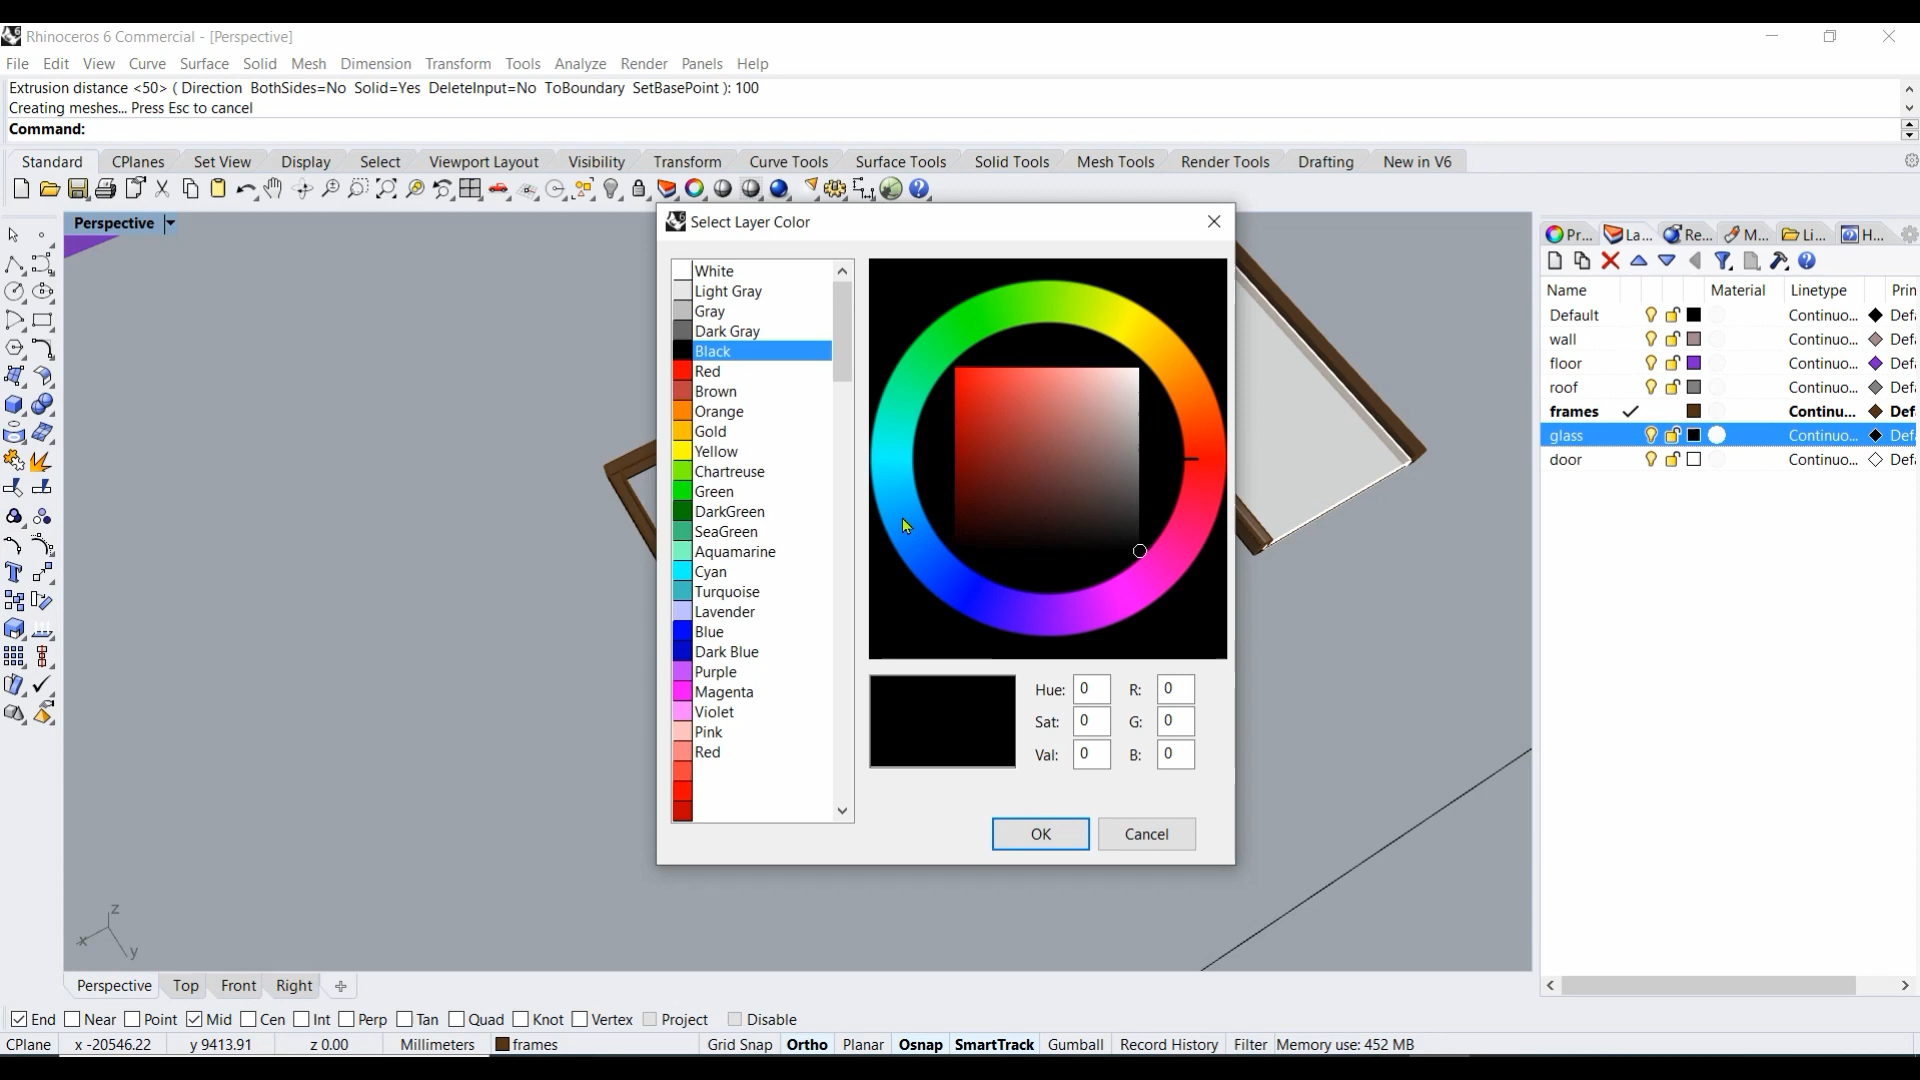 Rhinoceros 6 Commercial - [Perspective]
File Edit View Curve Surface Solid Mesh Dimension Transform Tools Analyze Render Panels Help
Extrusion distance <50> ( Direction BothSides=No Solid=Yes DeleteInput=No ToBoundary SetBasePoint ): 100
Creating meshes... Press Esc to cancel
Command:
Standard CPlanes Set View Display Select Viewport Layout Visibility Transform Curve Tools Surface Tools Solid Tools Mesh Tools Render Tools Drafting New in V6
Perspective
Select Layer Color
White
Light Gray
Gray
Dark Gray
Black
Red
Brown
Orange
Gold
Yellow
Chartreuse
Green
DarkGreen
SeaGreen
Aquamarine
Cyan
Turquoise
Lavender
Blue
Dark Blue
Purple
Magenta
Violet
Pink
Red
Hue: 0 R: 0
Sat: 0 G: 0
Val: 0 B: 0
OK Cancel
Pr... La... Re... M... Li... H...
Name Material Linetype Prin
Default Continuo... Defa
wall Continuo... Defa
floor Continuo... Defa
roof Continuo... Defa
frames Continu... Def
glass Continuo... Defa
door Continuo... Defa
z
x
y
Perspective Top Front Right
End Near Point Mid Cen Int Perp Tan Quad Knot Vertex Project Disable
CPlane x -20546.22 y 9413.91 z 0.00 Millimeters frames Grid Snap Ortho Planar Osnap SmartTrack Gumball Record History Filter Memory use: 452 MB